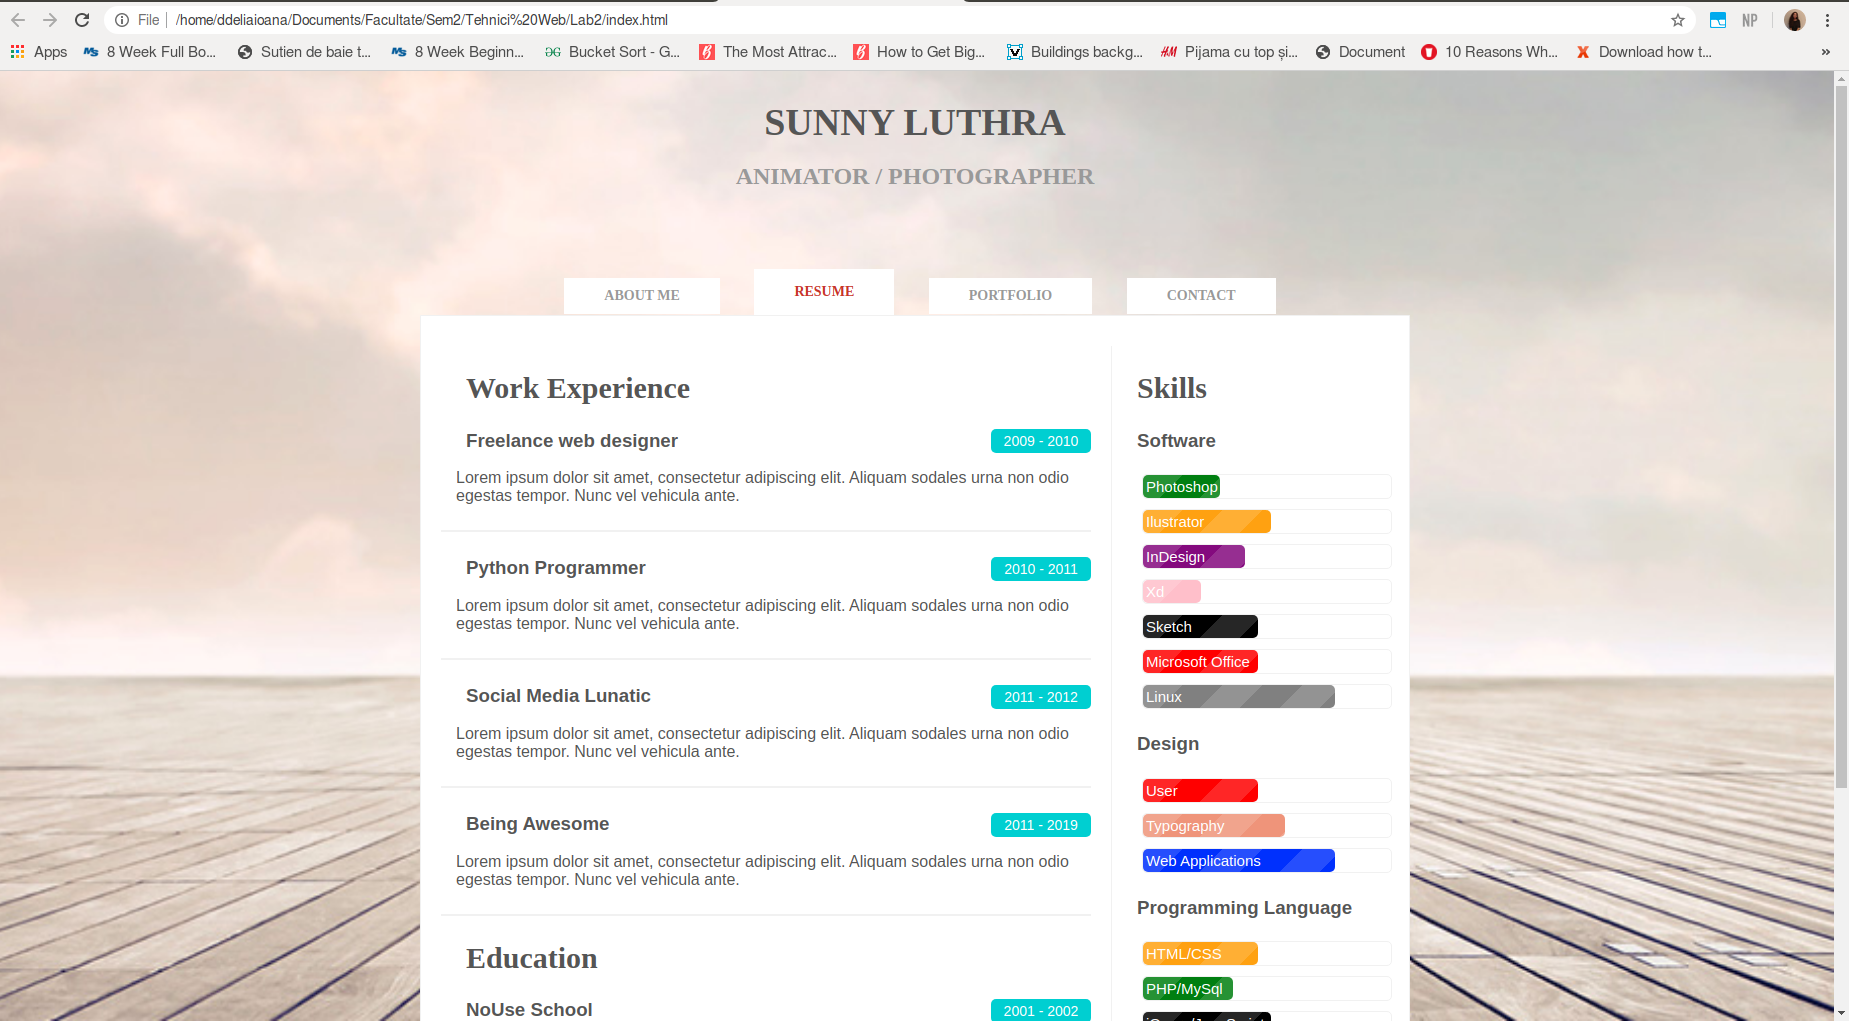 File | /home/ddeliaioana/Documents/Facultate/Sem2/Tehnici%20Web/Lab2/index.html
NP
Apps 8 Week Full Bo... Sutien de baie t... 8 Week Beginn... Bucket Sort - G... The Most Attrac... How to Get Big... Buildings backg... H&M Pijama cu top și... Document 10 Reasons Wh... Download how t... »
SUNNY LUTHRA
ANIMATOR / PHOTOGRAPHER
ABOUT ME RESUME PORTFOLIO CONTACT
Work Experience
Freelance web designer 2009 - 2010
Lorem ipsum dolor sit amet, consectetur adipiscing elit. Aliquam sodales urna non odio
egestas tempor. Nunc vel vehicula ante.
Python Programmer 2010 - 2011
Lorem ipsum dolor sit amet, consectetur adipiscing elit. Aliquam sodales urna non odio
egestas tempor. Nunc vel vehicula ante.
Social Media Lunatic 2011 - 2012
Lorem ipsum dolor sit amet, consectetur adipiscing elit. Aliquam sodales urna non odio
egestas tempor. Nunc vel vehicula ante.
Being Awesome 2011 - 2019
Lorem ipsum dolor sit amet, consectetur adipiscing elit. Aliquam sodales urna non odio
egestas tempor. Nunc vel vehicula ante.
Education
NoUse School 2001 - 2002
Skills
Software
Photoshop
Ilustrator
InDesign
Xd
Sketch
Microsoft Office
Linux
Design
User
Typography
Web Applications
Programming Language
HTML/CSS
PHP/MySql